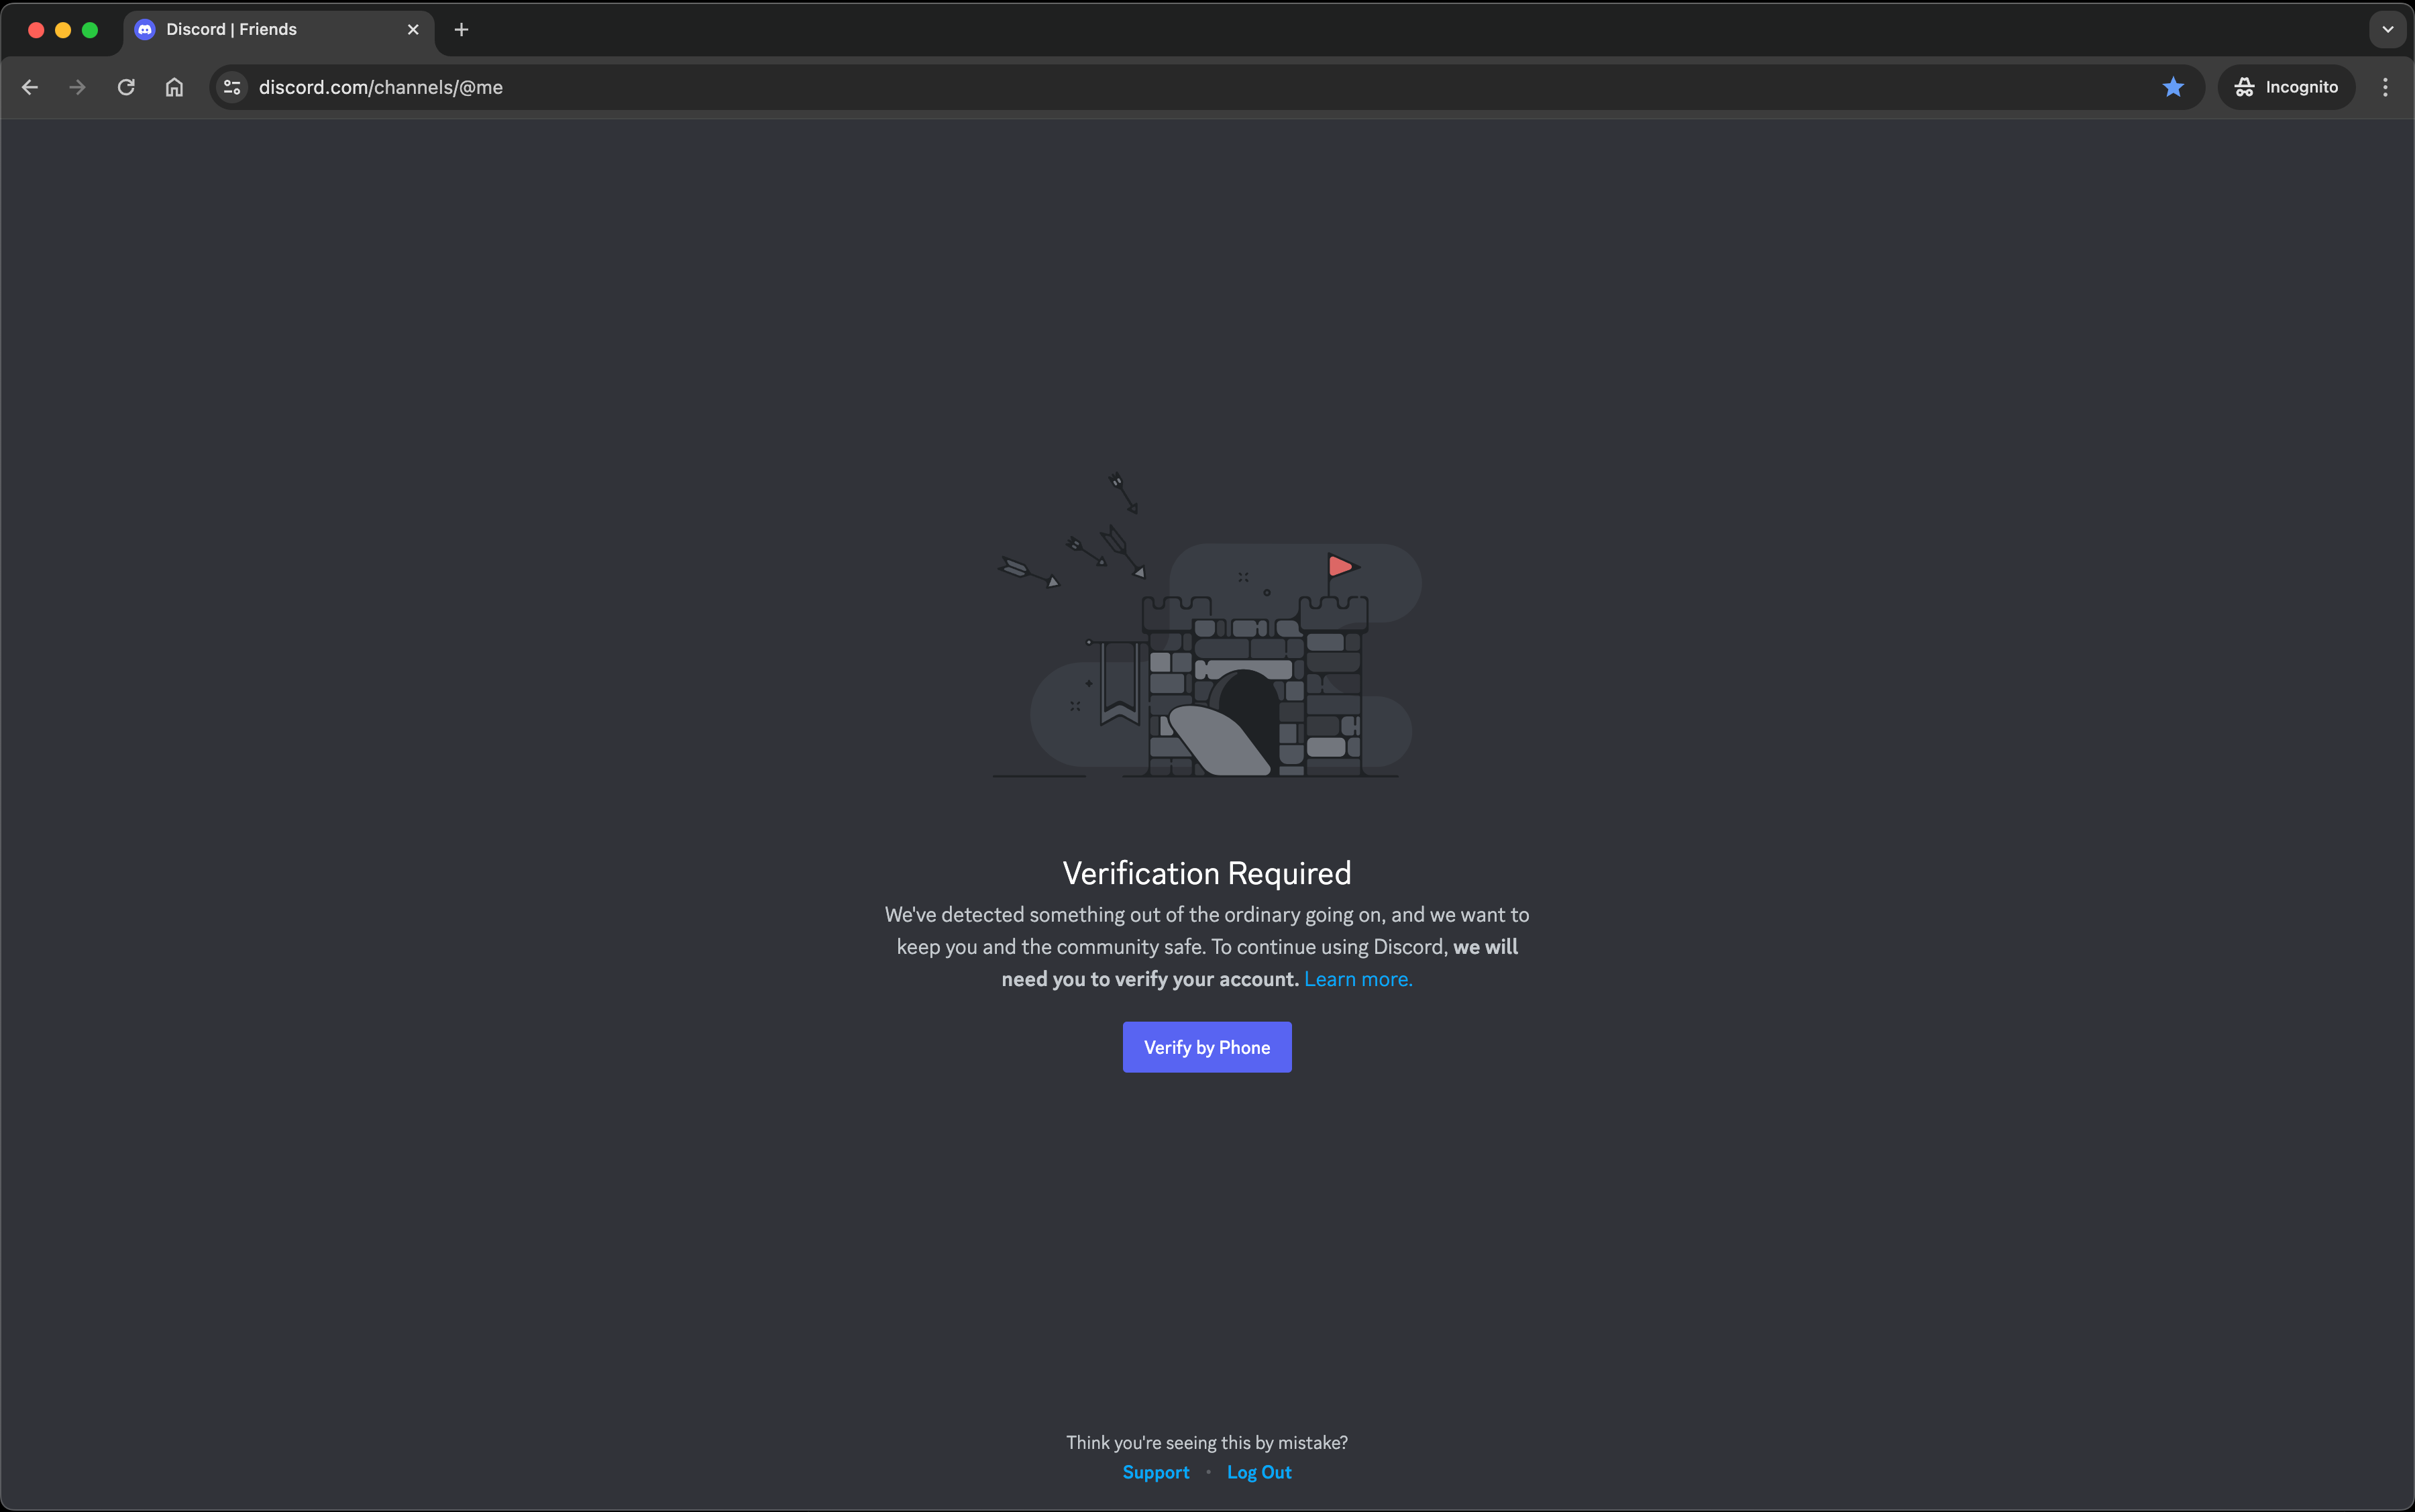 Discord | Friends
discord.com/channels/@me
Incognito
Verification Required
We've detected something out of the ordinary going on, and we want to
keep you and the community safe. To continue using Discord, we will
need you to verify your account. Learn more.
Verify by Phone
Think you're seeing this by mistake?
Support • Log Out